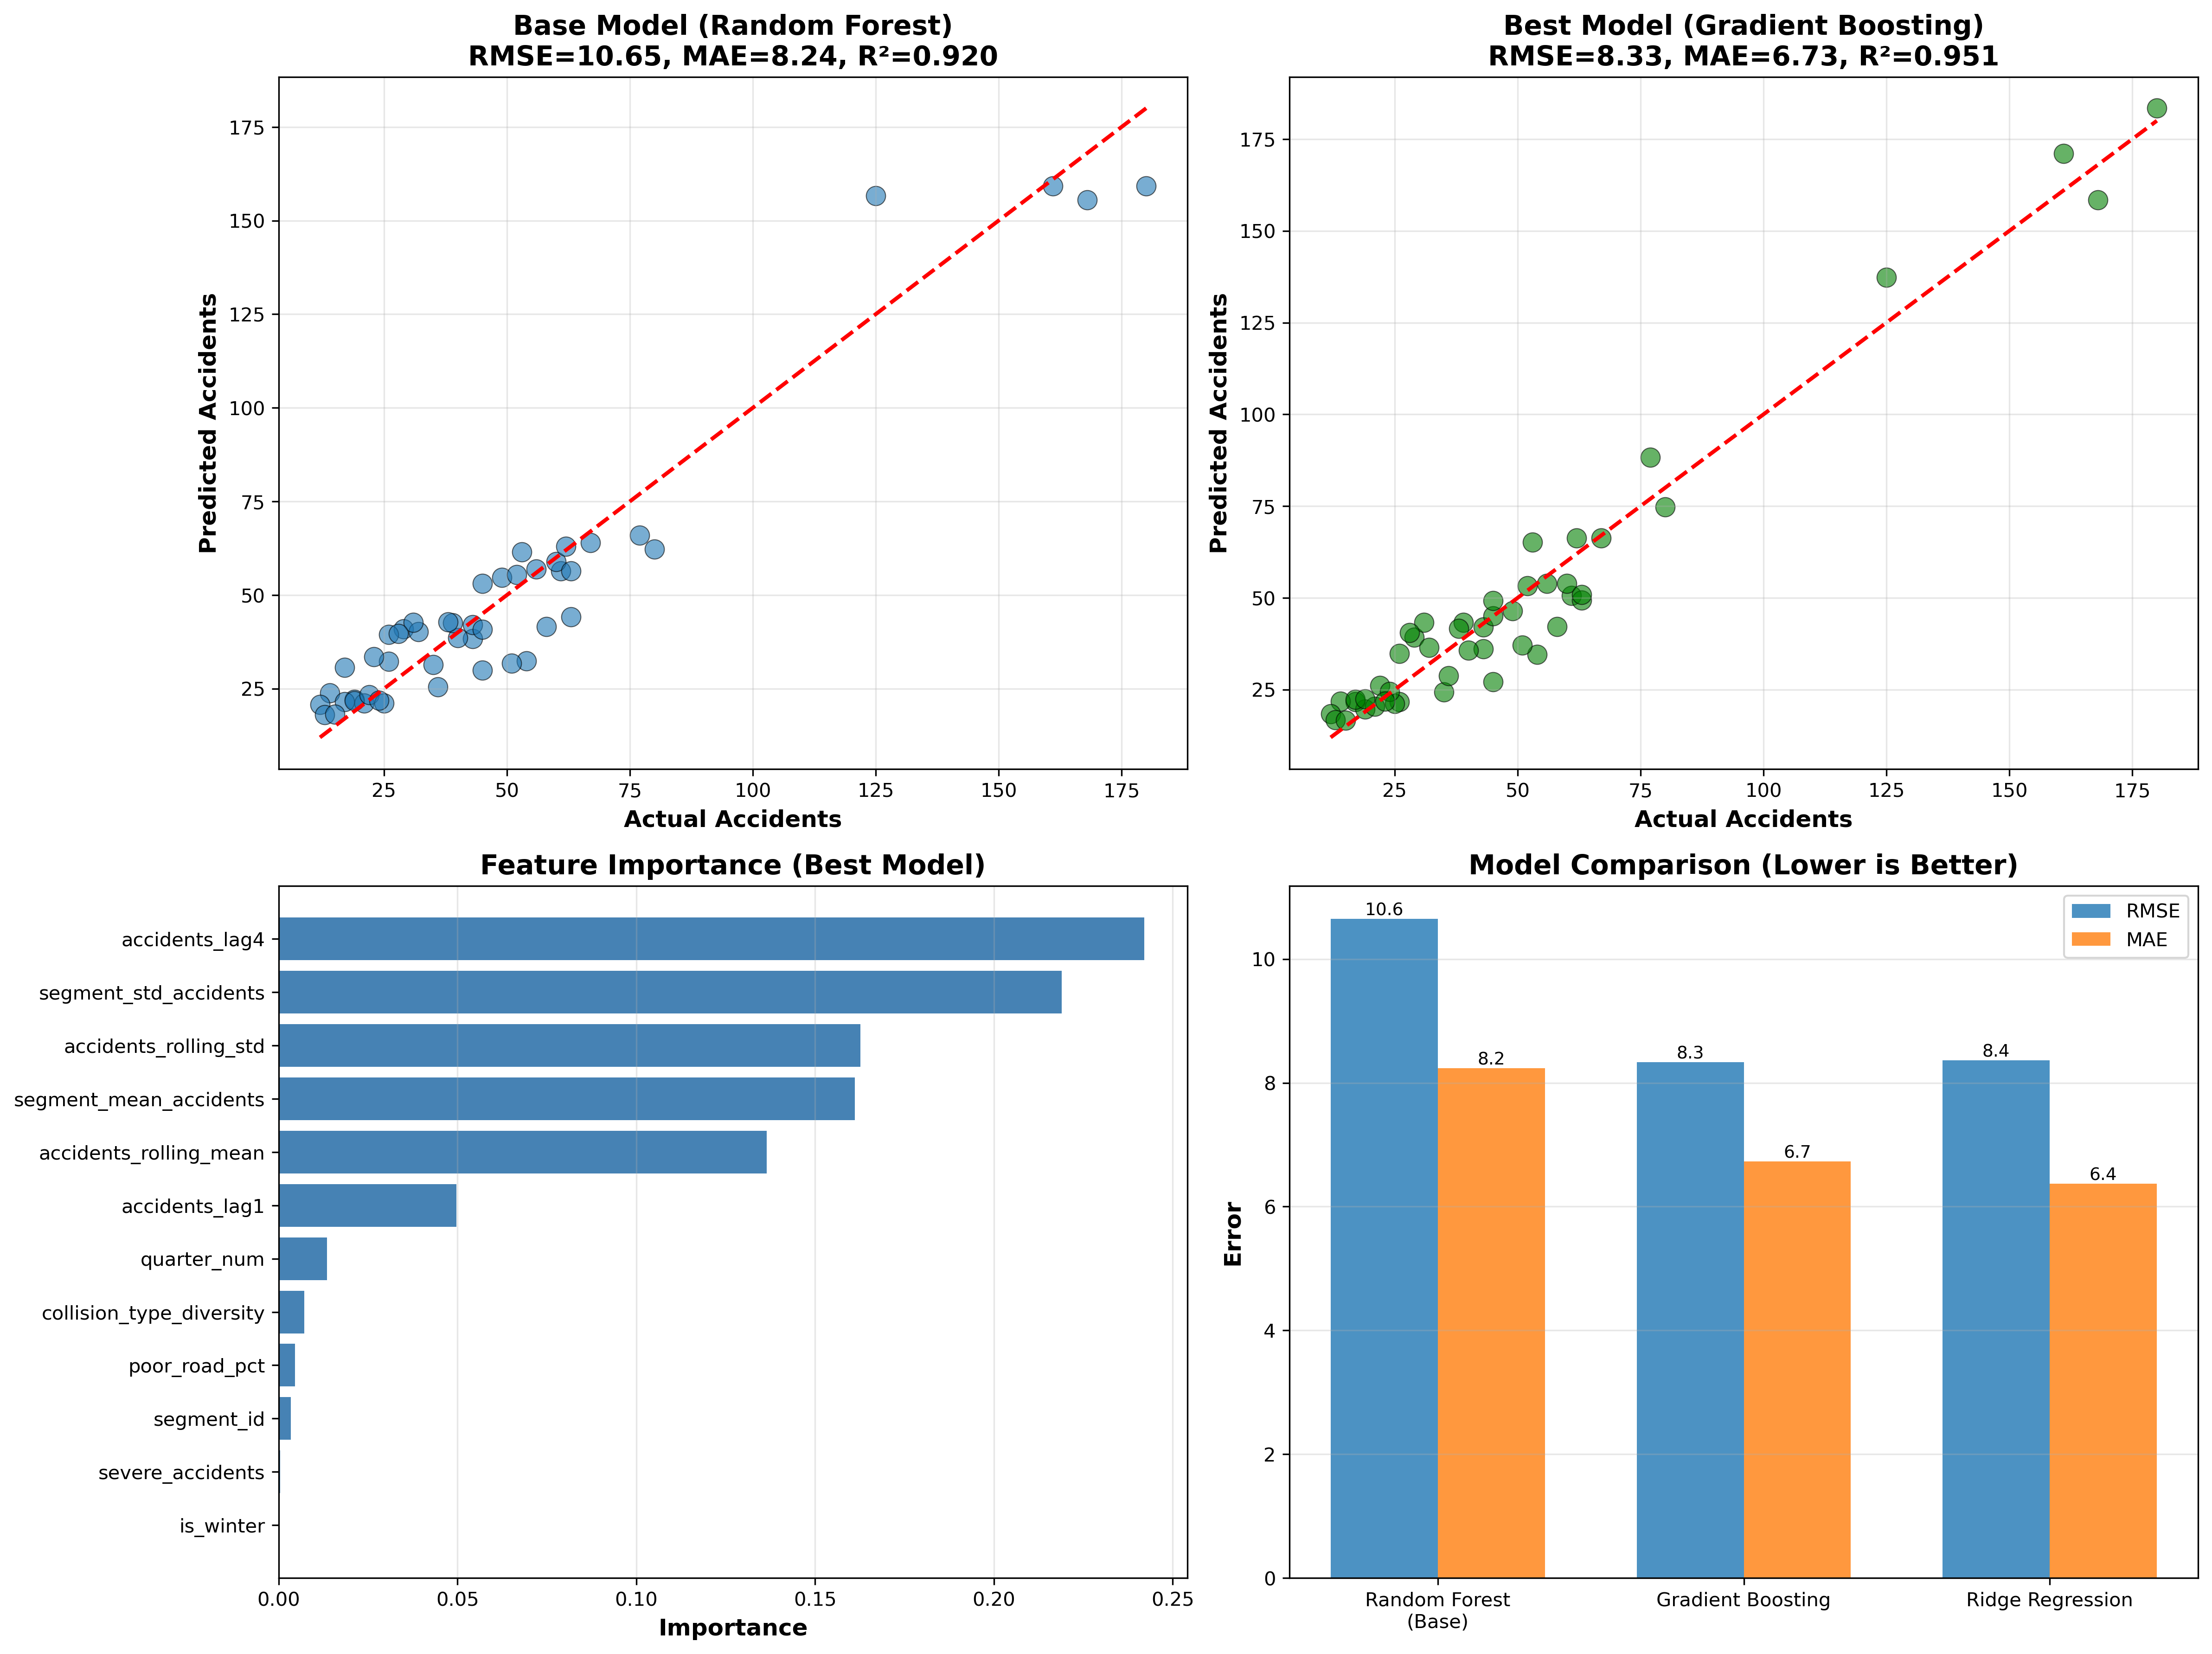 Base Model (Random Forest)
RMSE=10.65, MAE=8.24, R²=0.920
175
150
125
100
75
50
25
Predicted Accidents
25 50 75 100 125 150 175
Actual Accidents
Best Model (Gradient Boosting)
RMSE=8.33, MAE=6.73, R²=0.951
175
150
125
100
75
50
25
Predicted Accidents
25 50 75 100 125 150 175
Actual Accidents
Feature Importance (Best Model)
accidents_lag4
segment_std_accidents
accidents_rolling_std
segment_mean_accidents
accidents_rolling_mean
accidents_lag1
quarter_num
collision_type_diversity
poor_road_pct
segment_id
severe_accidents
is_winter
0.00 0.05 0.10 0.15 0.20 0.25
Importance
Model Comparison (Lower is Better)
RMSE
MAE
10.6
8.2
8.3
6.7
8.4
6.4
10
8
6
4
2
0
Error
Random Forest
(Base)
Gradient Boosting
Ridge Regression